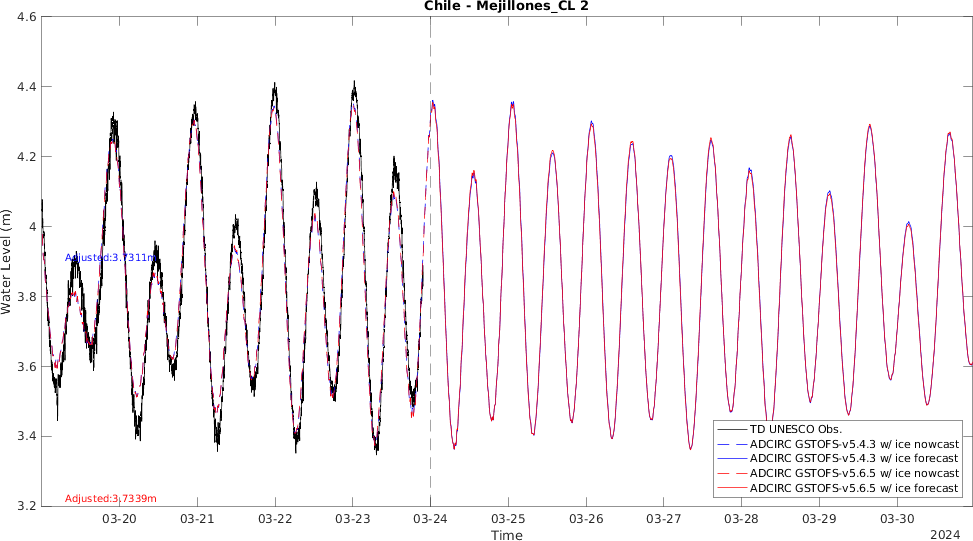 Chile - Mejillones_CL 2
4.6
4.4
4.2
4
3.8
3.6
3.4
3.2
Water Level (m)
Adjusted:3.7311m
Adjusted:3.7339m
TD UNESCO Obs.
ADCIRC GSTOFS-v5.4.3 w/ ice nowcast
ADCIRC GSTOFS-v5.4.3 w/ ice forecast
ADCIRC GSTOFS-v5.6.5 w/ ice nowcast
ADCIRC GSTOFS-v5.6.5 w/ ice forecast
03-20 03-21 03-22 03-23 03-24 03-25 03-26 03-27 03-28 03-29 03-30
Time
2024